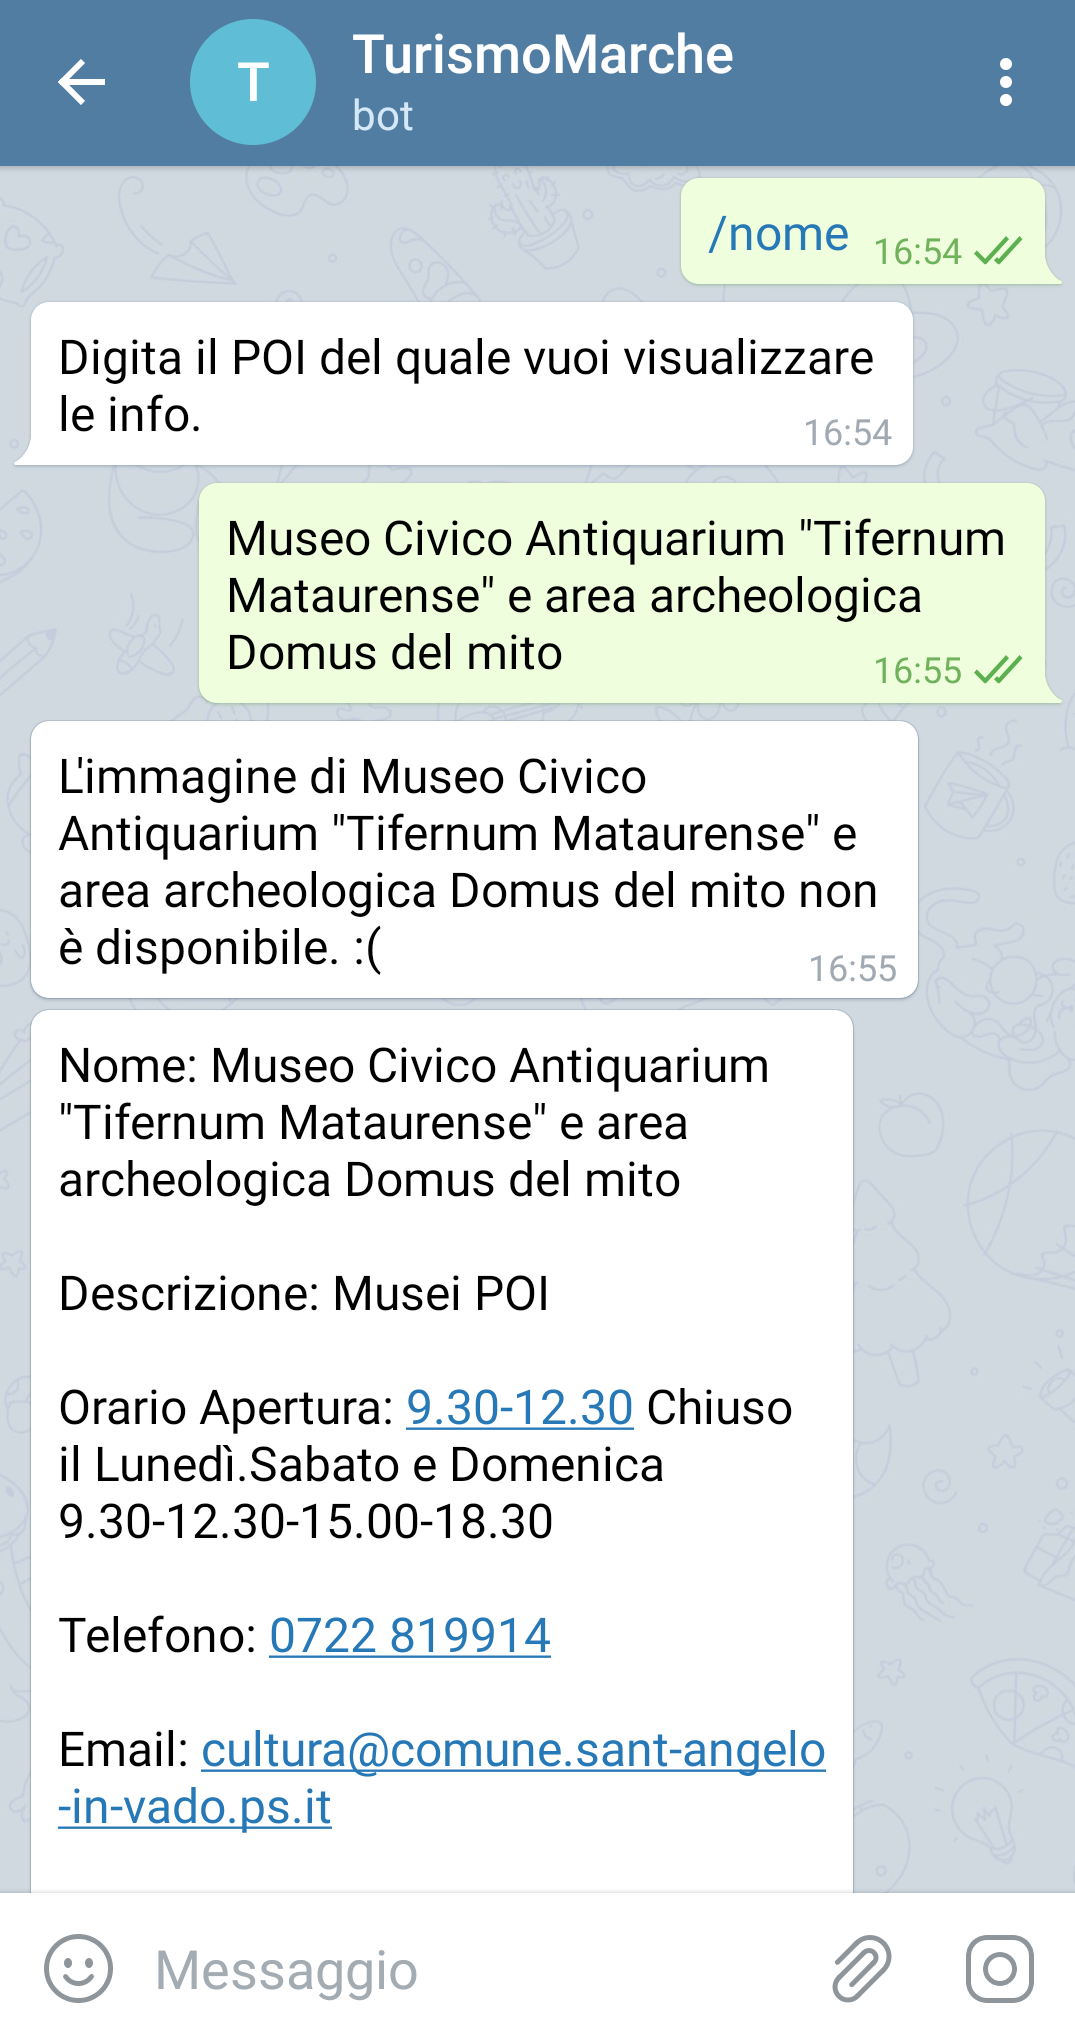 TurismoMarche
T
bot
/nome 16:54
Digita il POI del quale vuoi visualizzare
le info.
16:54
Museo Civico Antiquarium "Tifernum
Mataurense" e area archeologica
Domus del mito
16:55
L'immagine di Museo Civico
Antiquarium "Tifernum Mataurense" e
area archeologica Domus del mito non
è disponibile. :(
16:55
Nome: Museo Civico Antiquarium
"Tifernum Mataurense" e area
archeologica Domus del mito
Descrizione: Musei POI
Orario Apertura: 9.30-12.30 Chiuso
il Lunedì.Sabato e Domenica
9.30-12.30-15.00-18.30
Telefono: 0722 819914
Email: cultura@comune.sant-angelo
-in-vado.ps.it
Messaggio